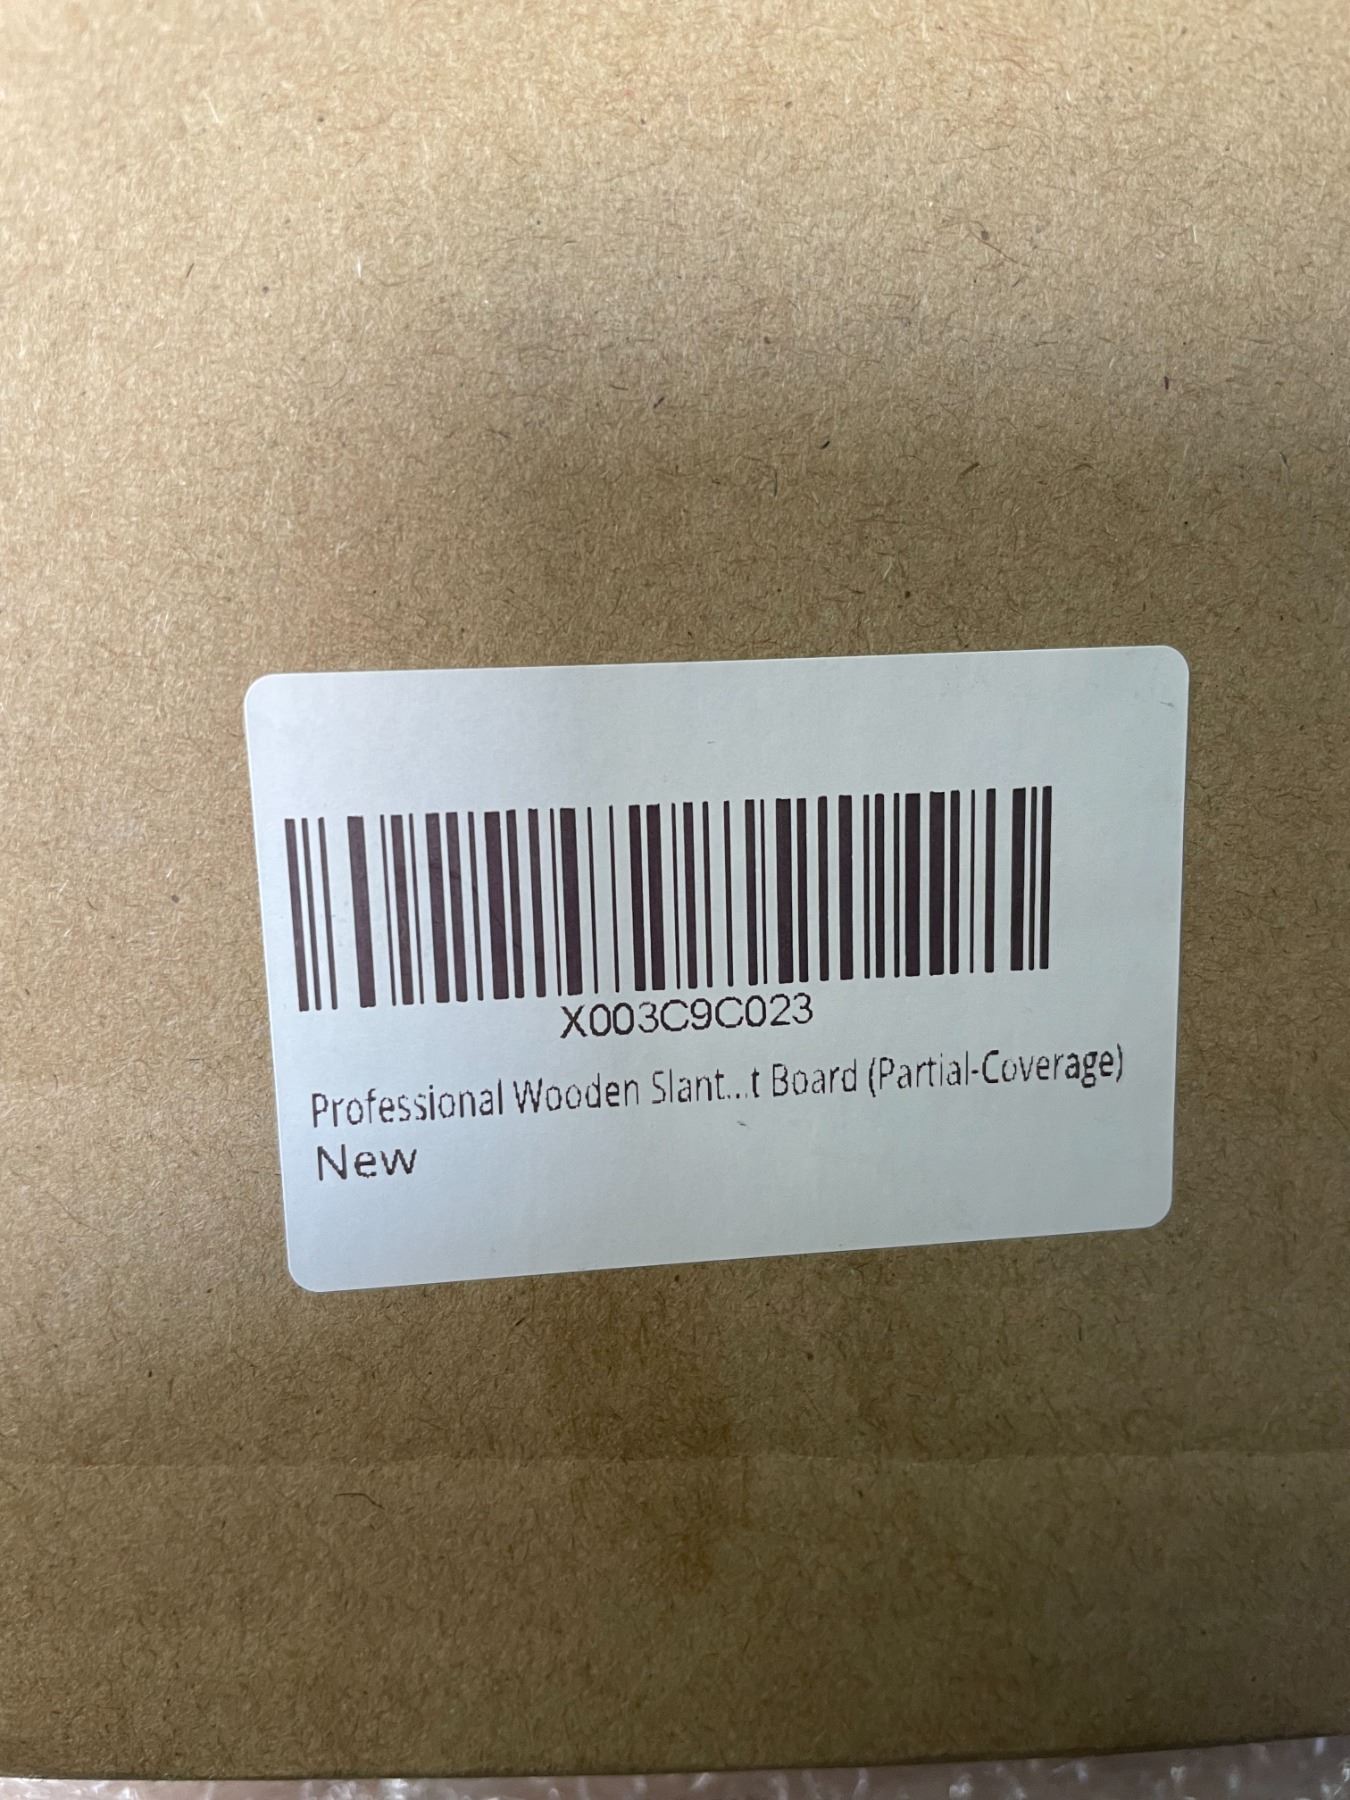 X003C9C023
Professional Wooden Slant...t Board (Partial-Coverage)
New